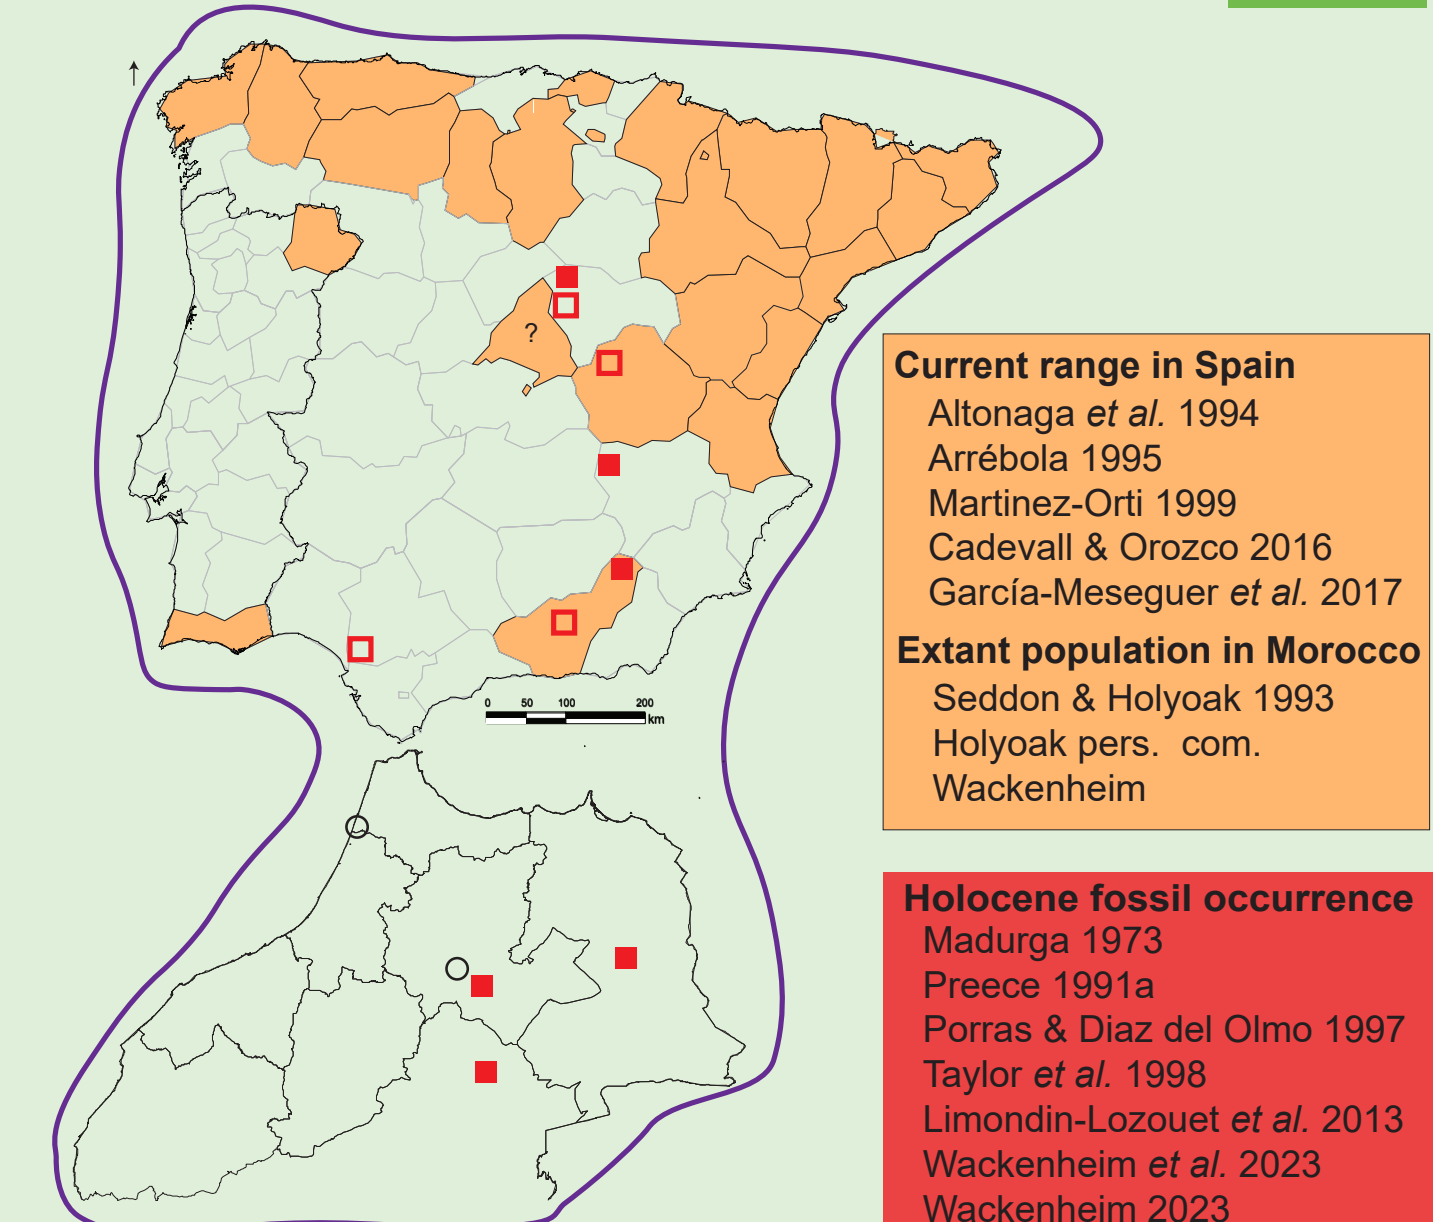 ?
0 50 100 200
km
Current range in Spain
Altonaga et al. 1994
Arrébola 1995
Martinez-Orti 1999
Cadevall & Orozco 2016
García-Meseguer et al. 2017
Extant population in Morocco
Seddon & Holyoak 1993
Holyoak pers. com.
Wackenheim
Holocene fossil occurrence
Madurga 1973
Preece 1991a
Porras & Diaz del Olmo 1997
Taylor et al. 1998
Limondin-Lozouet et al. 2013
Wackenheim et al. 2023
Wackenheim 2023